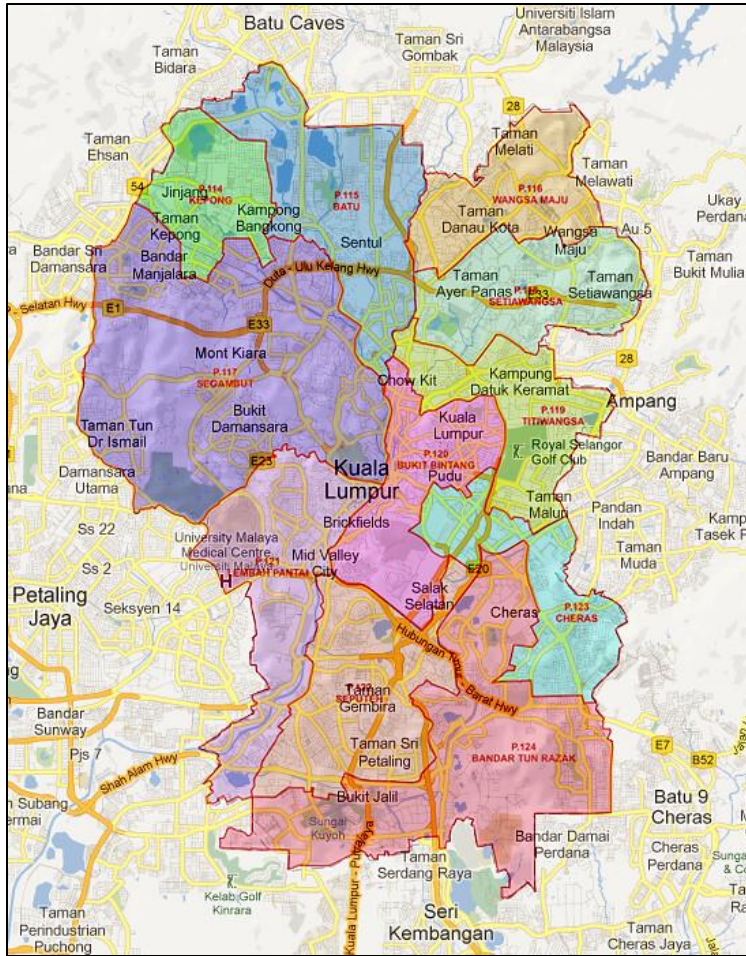 Batu Caves
Universiti Islam
Antarabangsa
Malaysia
Taman Sri
Gombak
Taman
Bidara
28
Taman
Ehsan
Taman
Melati
Taman
Melawati
54
Jinjang
P.114
KEPONG
P.115
BATU
P.116
WANGSA MAJU
Ukay
Perdana
Taman
Kepong
Kampong
Bangkong
Taman
Danau Kota
Wangsa
Maju
Au 5
Sentul
Bandar Sri
Damansara
Bandar
Manjalara
Taman
Bukit Mulia
Duta - Ulu Kelang Hwy
Taman
Ayer Panas
Taman
Setiawangsa
SETIAWANGSA
E33
- Selatan Hwy
E1
E33
Mont Kiara
P.117
SEGAMBUT
28
Chow Kit
Kampung
Datuk Keramat
Ampang
Taman Tun
Dr Ismail
Bukit
Damansara
Kuala
Lumpur
P.119
TITIWANGSA
Royal Selangor
Golf Club
P.120
BUKIT BINTANG
Pudu
E23
Kuala
Lumpur
Damansara
Utama
Bandar Baru
Ampang
Taman
Maluri
Pandan
Indah
Ss 22
Brickfields
University Malaya
Medical Centre
Mid Valley
City
P.121
LEMBAH PANTAI
H
Taman
Muda
Ss 2
E20
Petaling
Jaya
Seksyen 14
Salak
Selatan
Cheras
P.123
CHERAS
Hubungan Timur - Barat Hwy
SEPUTEH
Taman
Gembira
Bandar
Sunway
Taman Sri
Petaling
P.124
BANDAR TUN RAZAK
E7
B52
Pjs 7
Shah Alam Hwy
Bukit Jalil
Sungai
Kuyoh
Batu 9
Cheras
Bandar Damai
Perdana
Cheras
Perdana
Kuala Lumpur - Putrajaya
Taman
Serdang Raya
Kelab Golf
Kinrara
Seri
Kembangan
Taman
Perindustrian
Puchong
Taman
Cheras Jaya